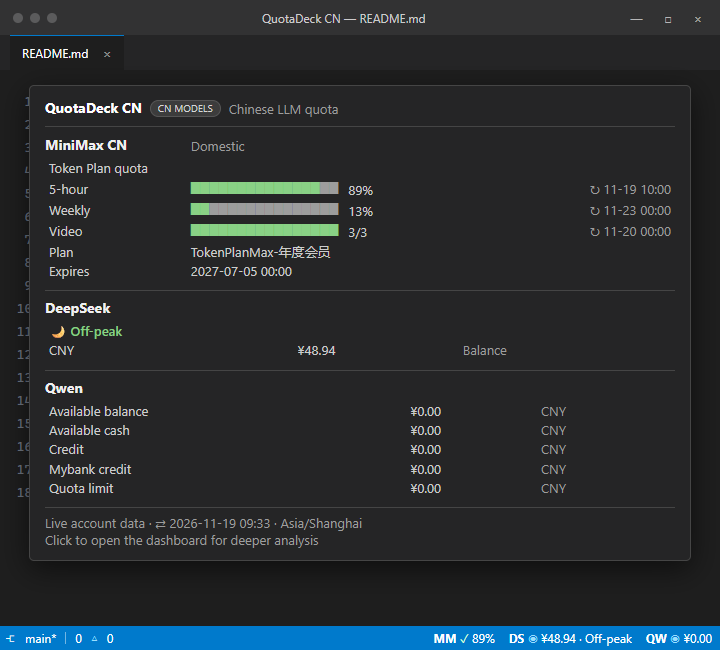 QuotaDeck CN — README.md
README.md ×
QuotaDeck CN CN MODELS Chinese LLM quota
MiniMax CN Domestic
Token Plan quota
5-hour 89% ↻ 11-19 10:00
Weekly 13% ↻ 11-23 00:00
Video 3/3 ↻ 11-20 00:00
Plan TokenPlanMax-年度会员
Expires 2027-07-05 00:00
DeepSeek
🌙 Off-peak
CNY ¥48.94 Balance
Qwen
Available balance ¥0.00 CNY
Available cash ¥0.00 CNY
Credit ¥0.00 CNY
Mybank credit ¥0.00 CNY
Quota limit ¥0.00 CNY
Live account data · ⇄ 2026-11-19 09:33 · Asia/Shanghai
Click to open the dashboard for deeper analysis
main* 0 ▵ 0 MM ✓ 89% DS ◎ ¥48.94 · Off-peak QW ◎ ¥0.00